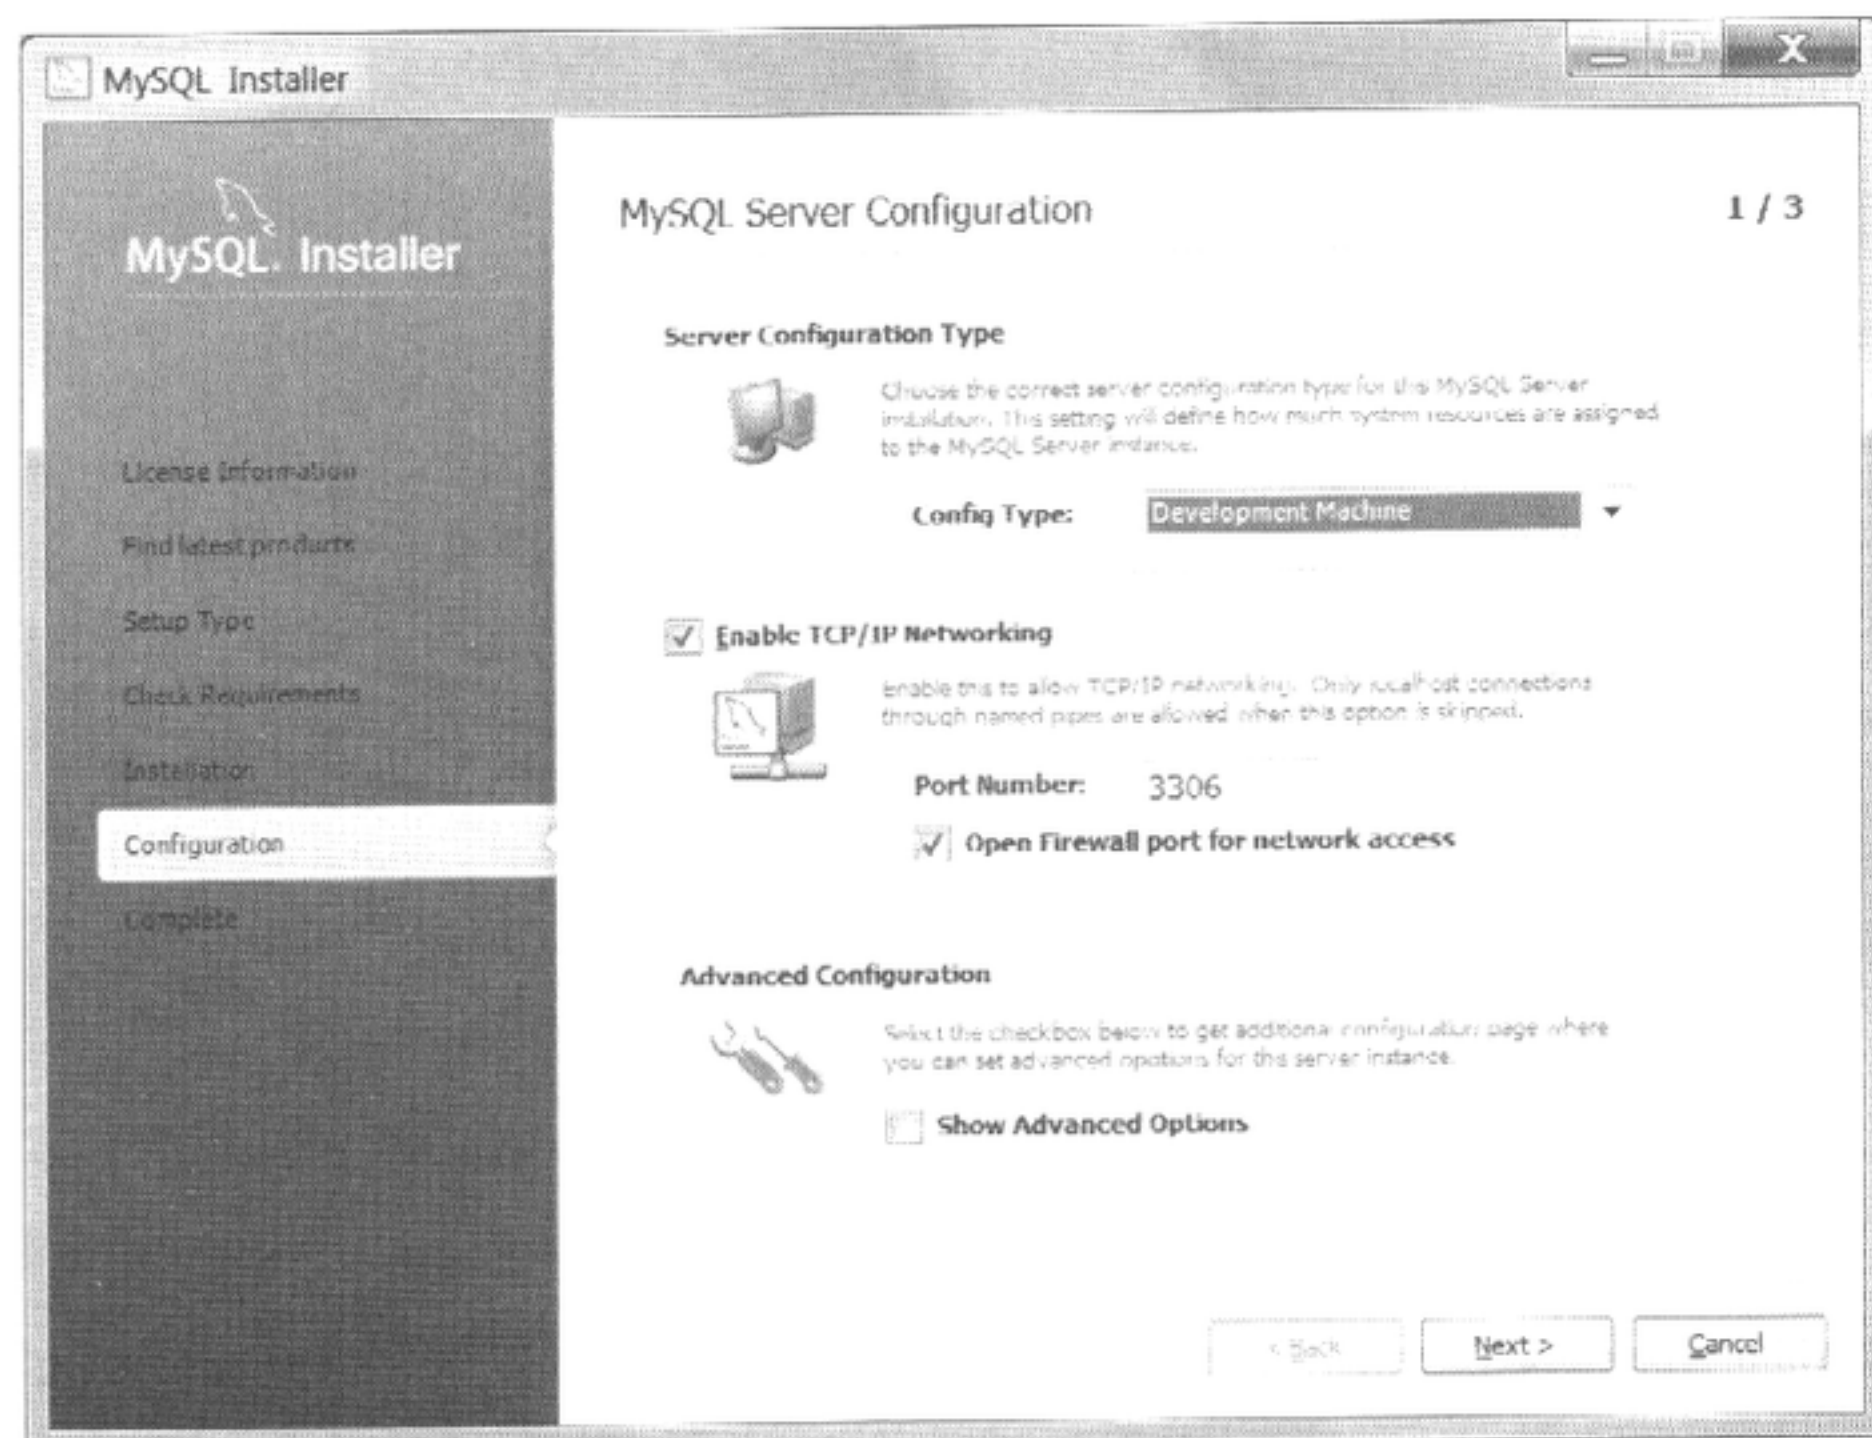 MySQL Installer
MySQL. Installer
License Information
Find latest products
Setup Type
Check Requirements
Installation
Configuration
Complete
MySQL Server Configuration
1 / 3
Server Configuration Type
Choose the correct server configuration type for this MySQL Server
installation. This setting will define how much system resources are assigned
to the MySQL Server instance.
Config Type: Development Machine
Enable TCP/IP Networking
Enable this to allow TCP/IP networking. Only localhost connections
through named pipes are allowed when this option is skipped.
Port Number: 3306
Open Firewall port for network access
Advanced Configuration
Select the checkbox below to get additional configuration page where
you can set advanced opotions for this server instance.
Show Advanced Options
< Back
Next >
Cancel